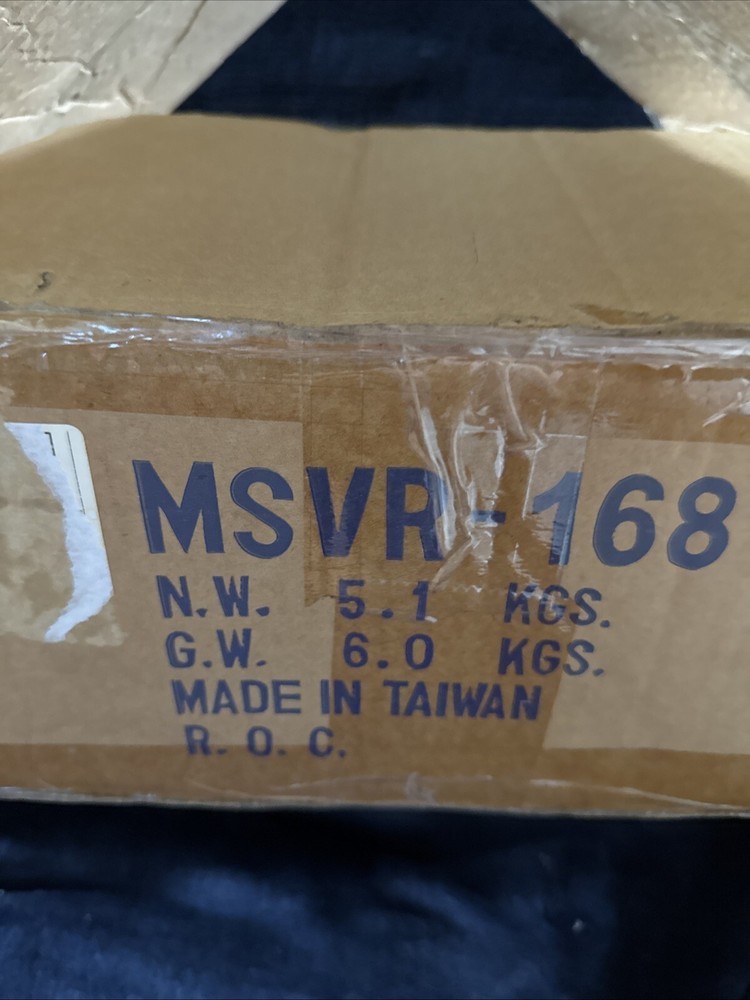 MSVR-168
N.W. 5.1 KGS.
G.W. 6.0 KGS.
MADE IN TAIWAN
R. O. C.